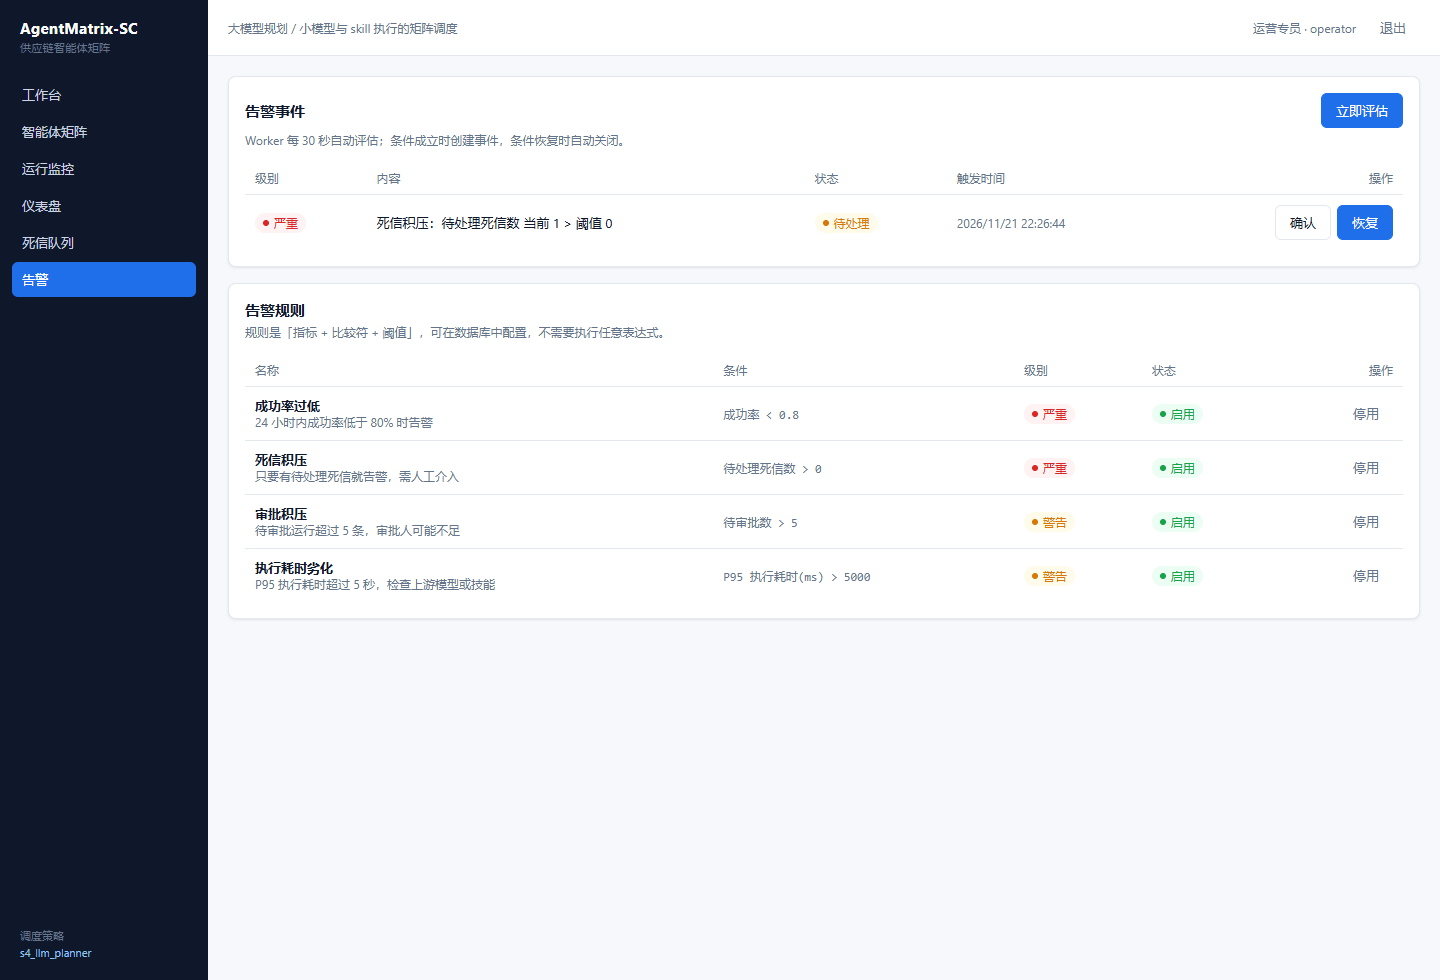 AgentMatrix-SC
供应链智能体矩阵
工作台
智能体矩阵
运行监控
仪表盘
死信队列
告警
调度策略
s4_llm_planner
大模型规划 / 小模型与 skill 执行的矩阵调度
运营专员 · operator 退出
告警事件
立即评估
Worker 每 30 秒自动评估；条件成立时创建事件，条件恢复时自动关闭。
级别 内容 状态 触发时间 操作
严重 死信积压：待处理死信数 当前 1 > 阈值 0 待处理 2026/11/21 22:26:44 确认 恢复
告警规则
规则是「指标 + 比较符 + 阈值」，可在数据库中配置，不需要执行任意表达式。
名称 条件 级别 状态 操作
成功率过低
24 小时内成功率低于 80% 时告警
成功率 < 0.8 严重 启用 停用
死信积压
只要有待处理死信就告警，需人工介入
待处理死信数 > 0 严重 启用 停用
审批积压
待审批运行超过 5 条，审批人可能不足
待审批数 > 5 警告 启用 停用
执行耗时劣化
P95 执行耗时超过 5 秒，检查上游模型或技能
P95 执行耗时(ms) > 5000 警告 启用 停用